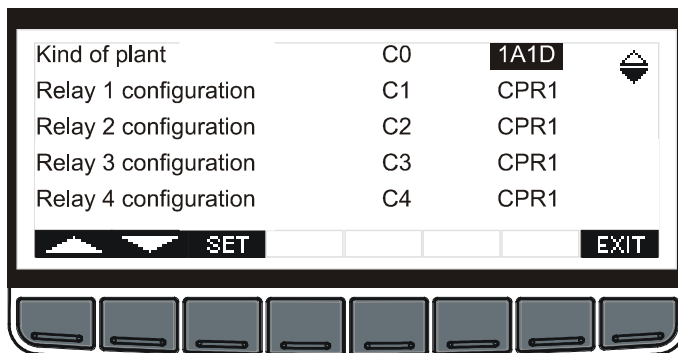 Kind of plant C0 1A1D
Relay 1 configuration C1 CPR1
Relay 2 configuration C2 CPR1
Relay 3 configuration C3 CPR1
Relay 4 configuration C4 CPR1
SET EXIT